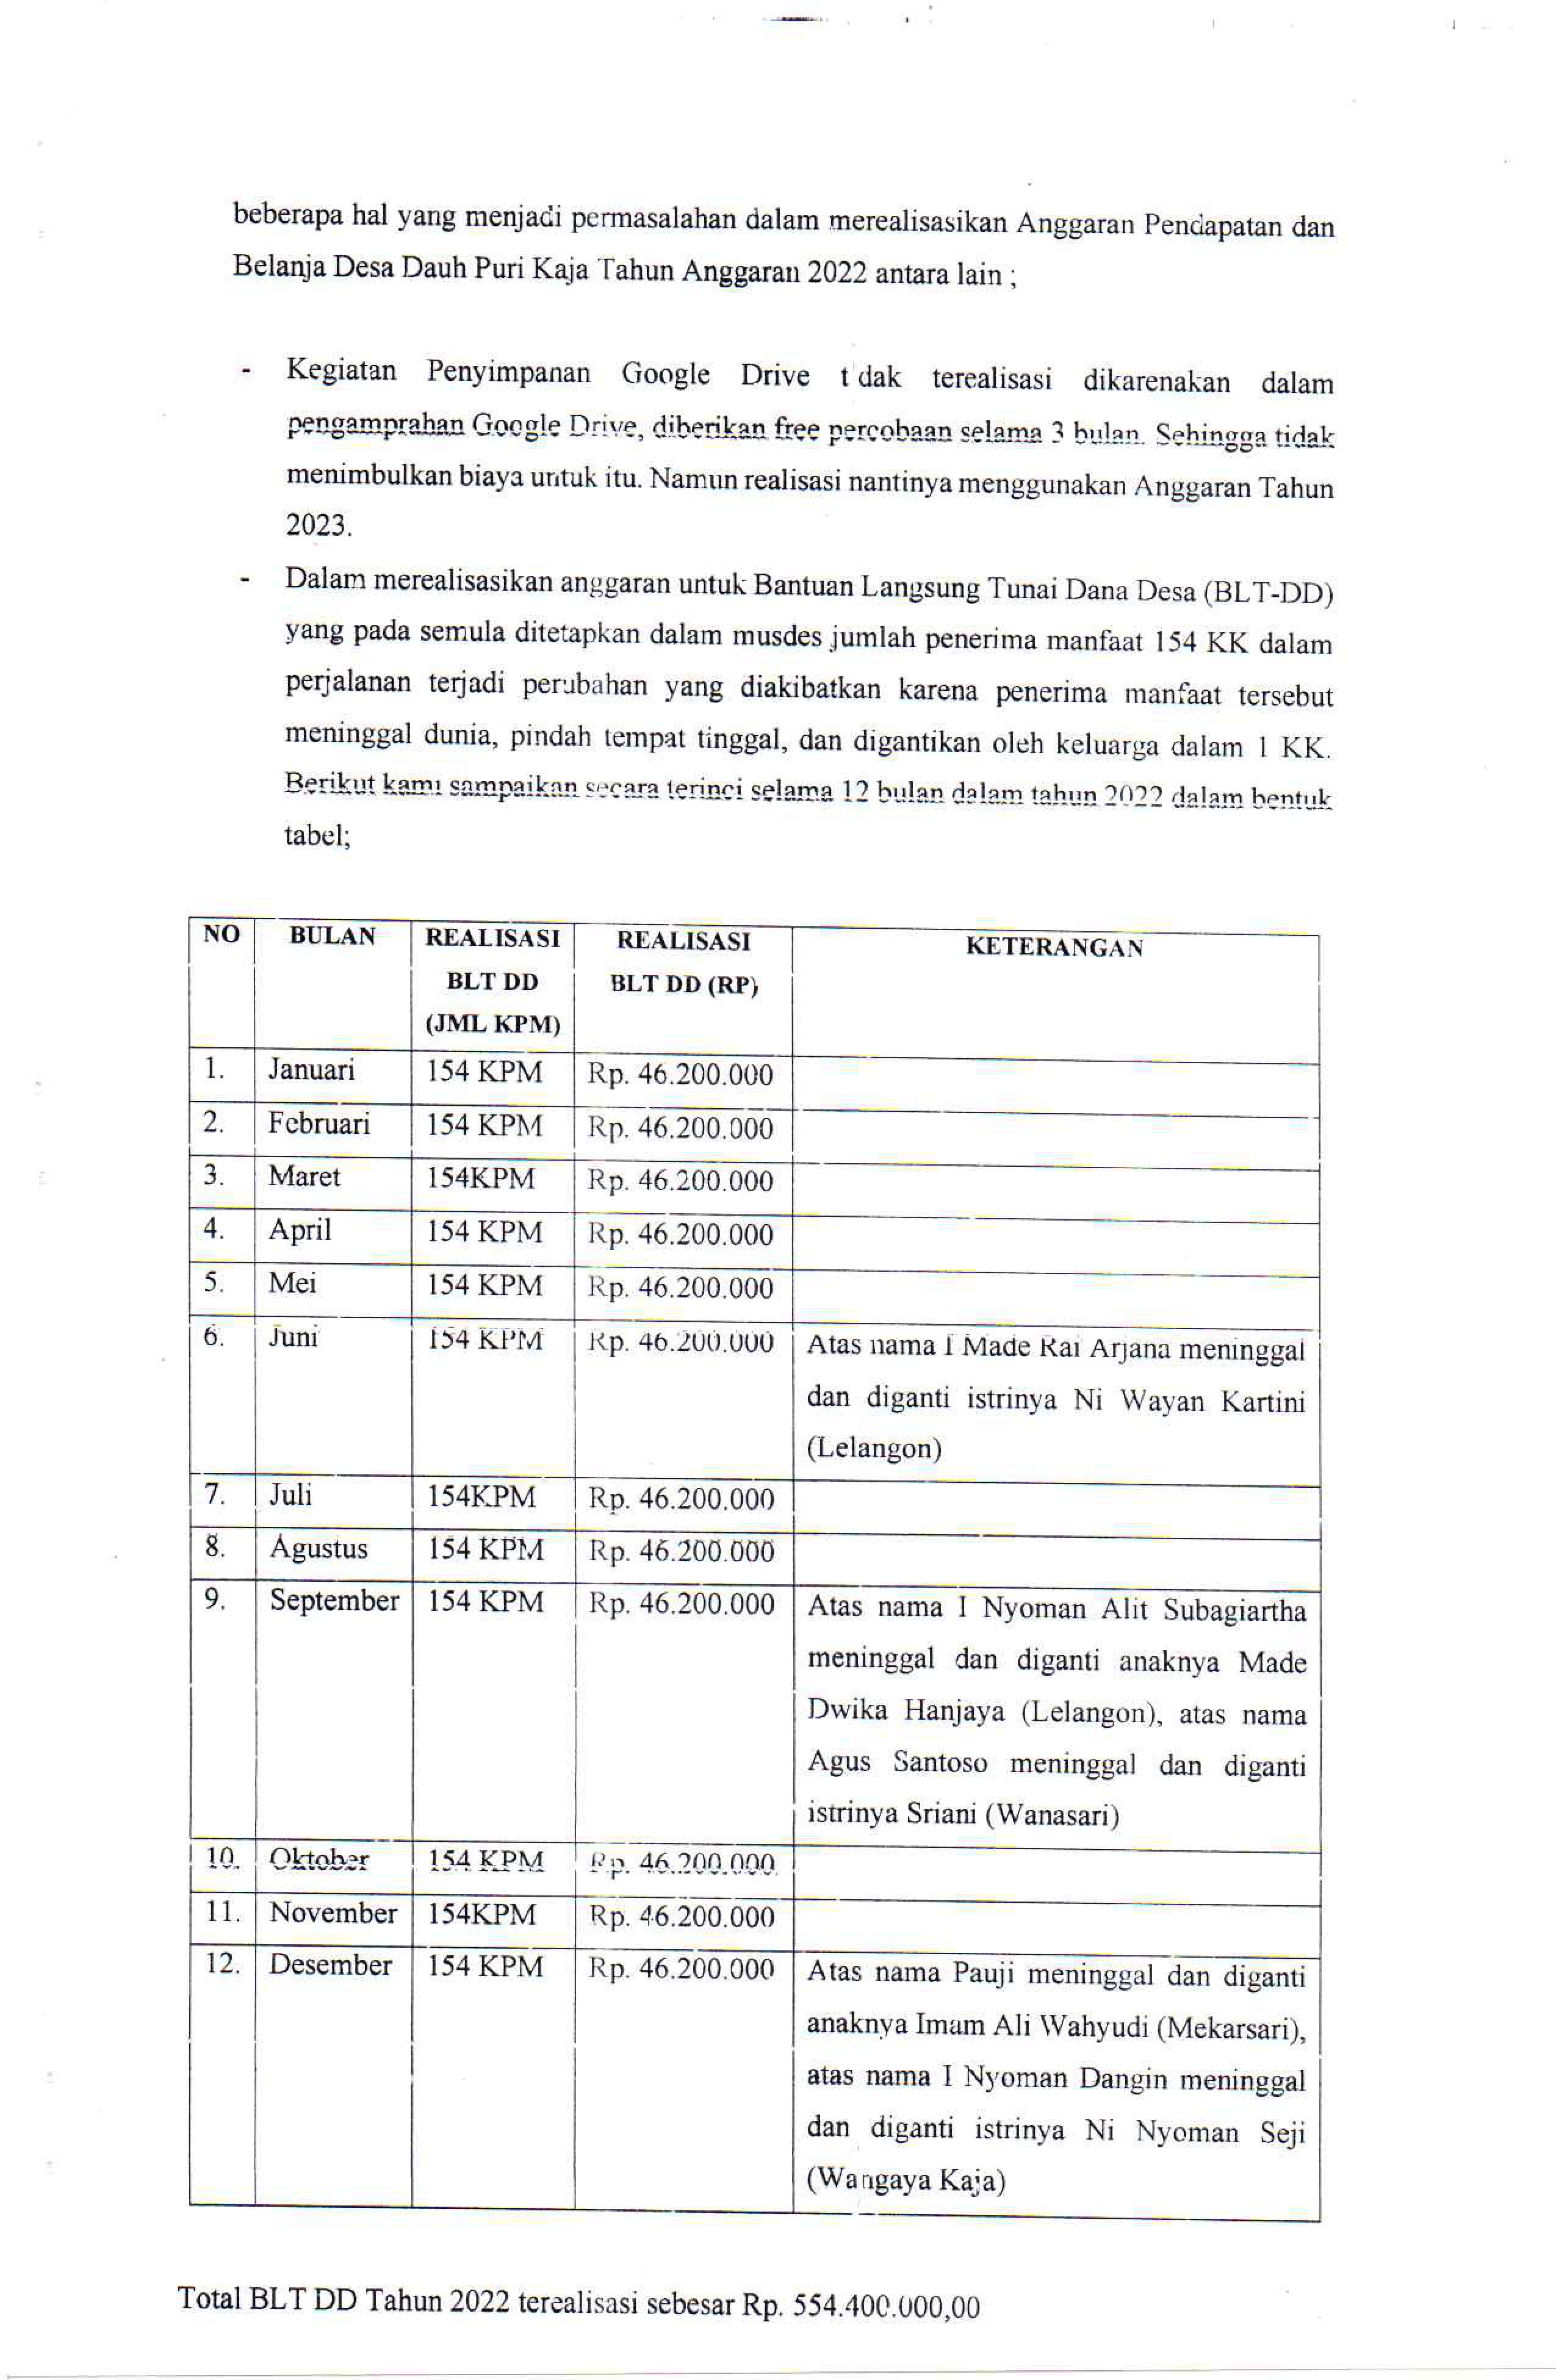 beberapa hal yang menjadi permasalahan dalam merealisasikan Anggaran Pendapatan dan
Belanja Desa Dauh Puri Kaja Tahun Anggaran 2022 antara lain ;
- Kegiatan Penyimpanan Google Drive tidak terealisasi dikarenakan dalam
pengamprahan Google Drive, diberikan free percobaan selama 3 bulan. Sehingga tidak
menimbulkan biaya untuk itu. Namun realisasi nantinya menggunakan Anggaran Tahun
2023.
- Dalam merealisasikan anggaran untuk Bantuan Langsung Tunai Dana Desa (BLT-DD)
yang pada semula ditetapkan dalam musdes jumlah penerima manfaat 154 KK dalam
perjalanan terjadi perubahan yang diakibatkan karena penerima manfaat tersebut
meninggal dunia, pindah tempat tinggal, dan digantikan oleh keluarga dalam 1 KK.
Berikut kami sampaikan secara terinci selama 12 bulan dalam tahun 2022 dalam bentuk
tabel;
NO BULAN REALISASI REALISASI KETERANGAN
BLT DD BLT DD (RP)
(JML KPM)
1. Januari 154 KPM Rp. 46.200.000
2. Februari 154 KPM Rp. 46.200.000
3. Maret 154KPM Rp. 46.200.000
4. April 154 KPM Rp. 46.200.000
5. Mei 154 KPM Rp. 46.200.000
6. Juni 154 KPM Rp. 46.200.000 Atas nama I Made Rai Arjana meninggal
dan diganti istrinya Ni Wayan Kartini
(Lelangon)
7. Juli 154KPM Rp. 46.200.000
8. Agustus 154 KPM Rp. 46.200.000
9. September 154 KPM Rp. 46.200.000 Atas nama I Nyoman Alit Subagiartha
meninggal dan diganti anaknya Made
Dwika Hanjaya (Lelangon), atas nama
Agus Santoso meninggal dan diganti
istrinya Sriani (Wanasari)
10. Oktober 154 KPM Rp. 46.200.000
11. November 154KPM Rp. 46.200.000
12. Desember 154 KPM Rp. 46.200.000 Atas nama Pauji meninggal dan diganti
anaknya Imam Ali Wahyudi (Mekarsari),
atas nama I Nyoman Dangin meninggal
dan diganti istrinya Ni Nyoman Seji
(Wangaya Kaja)
Total BLT DD Tahun 2022 terealisasi sebesar Rp. 554.400.000,00